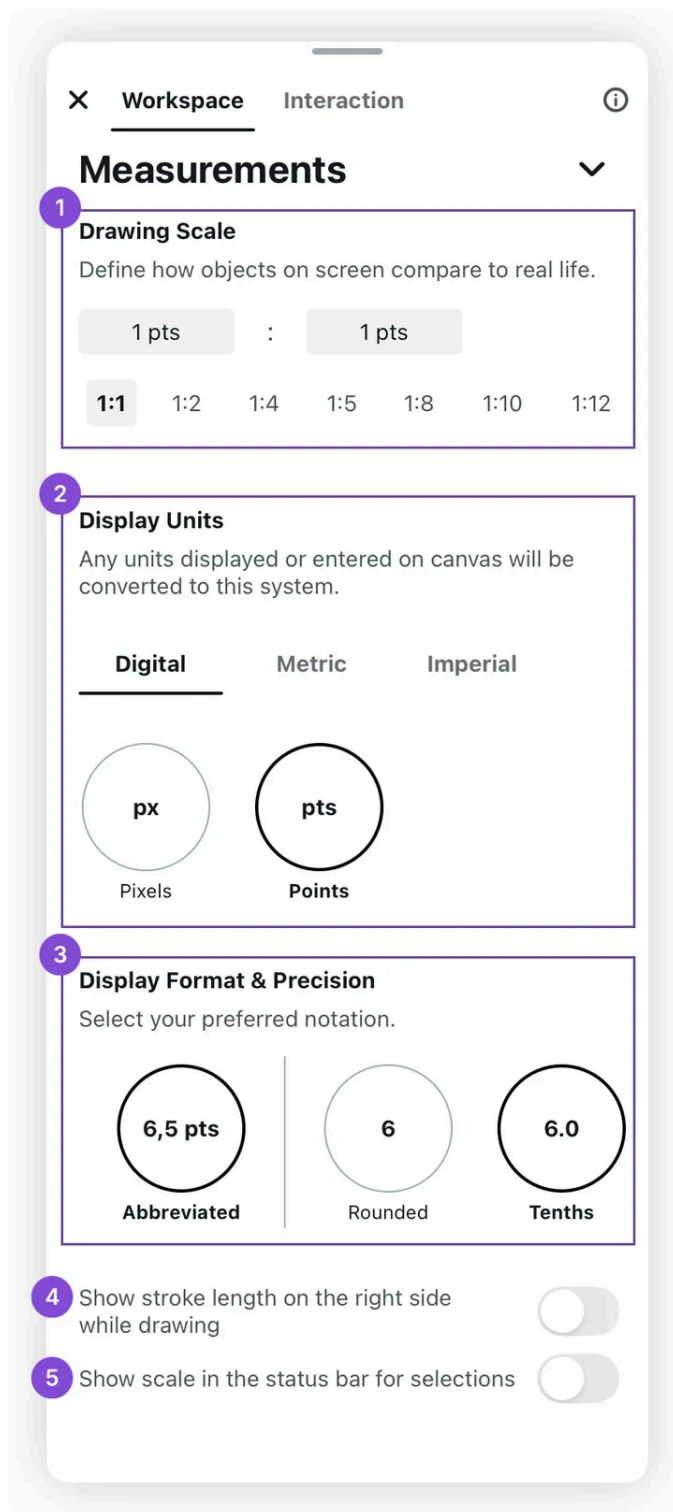 Workspace Interaction
Measurements
1
Drawing Scale
Define how objects on screen compare to real life.
1 pts : 1 pts
1:1 1:2 1:4 1:5 1:8 1:10 1:12
2
Display Units
Any units displayed or entered on canvas will be
converted to this system.
Digital Metric Imperial
px pts
Pixels Points
3
Display Format & Precision
Select your preferred notation.
6,5 pts 6 6.0
Abbreviated Rounded Tenths
4 Show stroke length on the right side
while drawing
5 Show scale in the status bar for selections